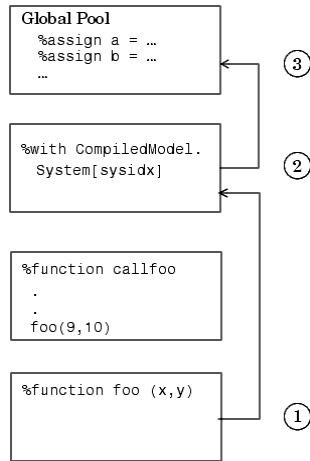 Global Pool
%assign a = …
%assign b = …
…
3
%with CompiledModel.
System[sysidx]
2
%function callfoo
.
.
foo(9,10)
%function foo (x,y)
1